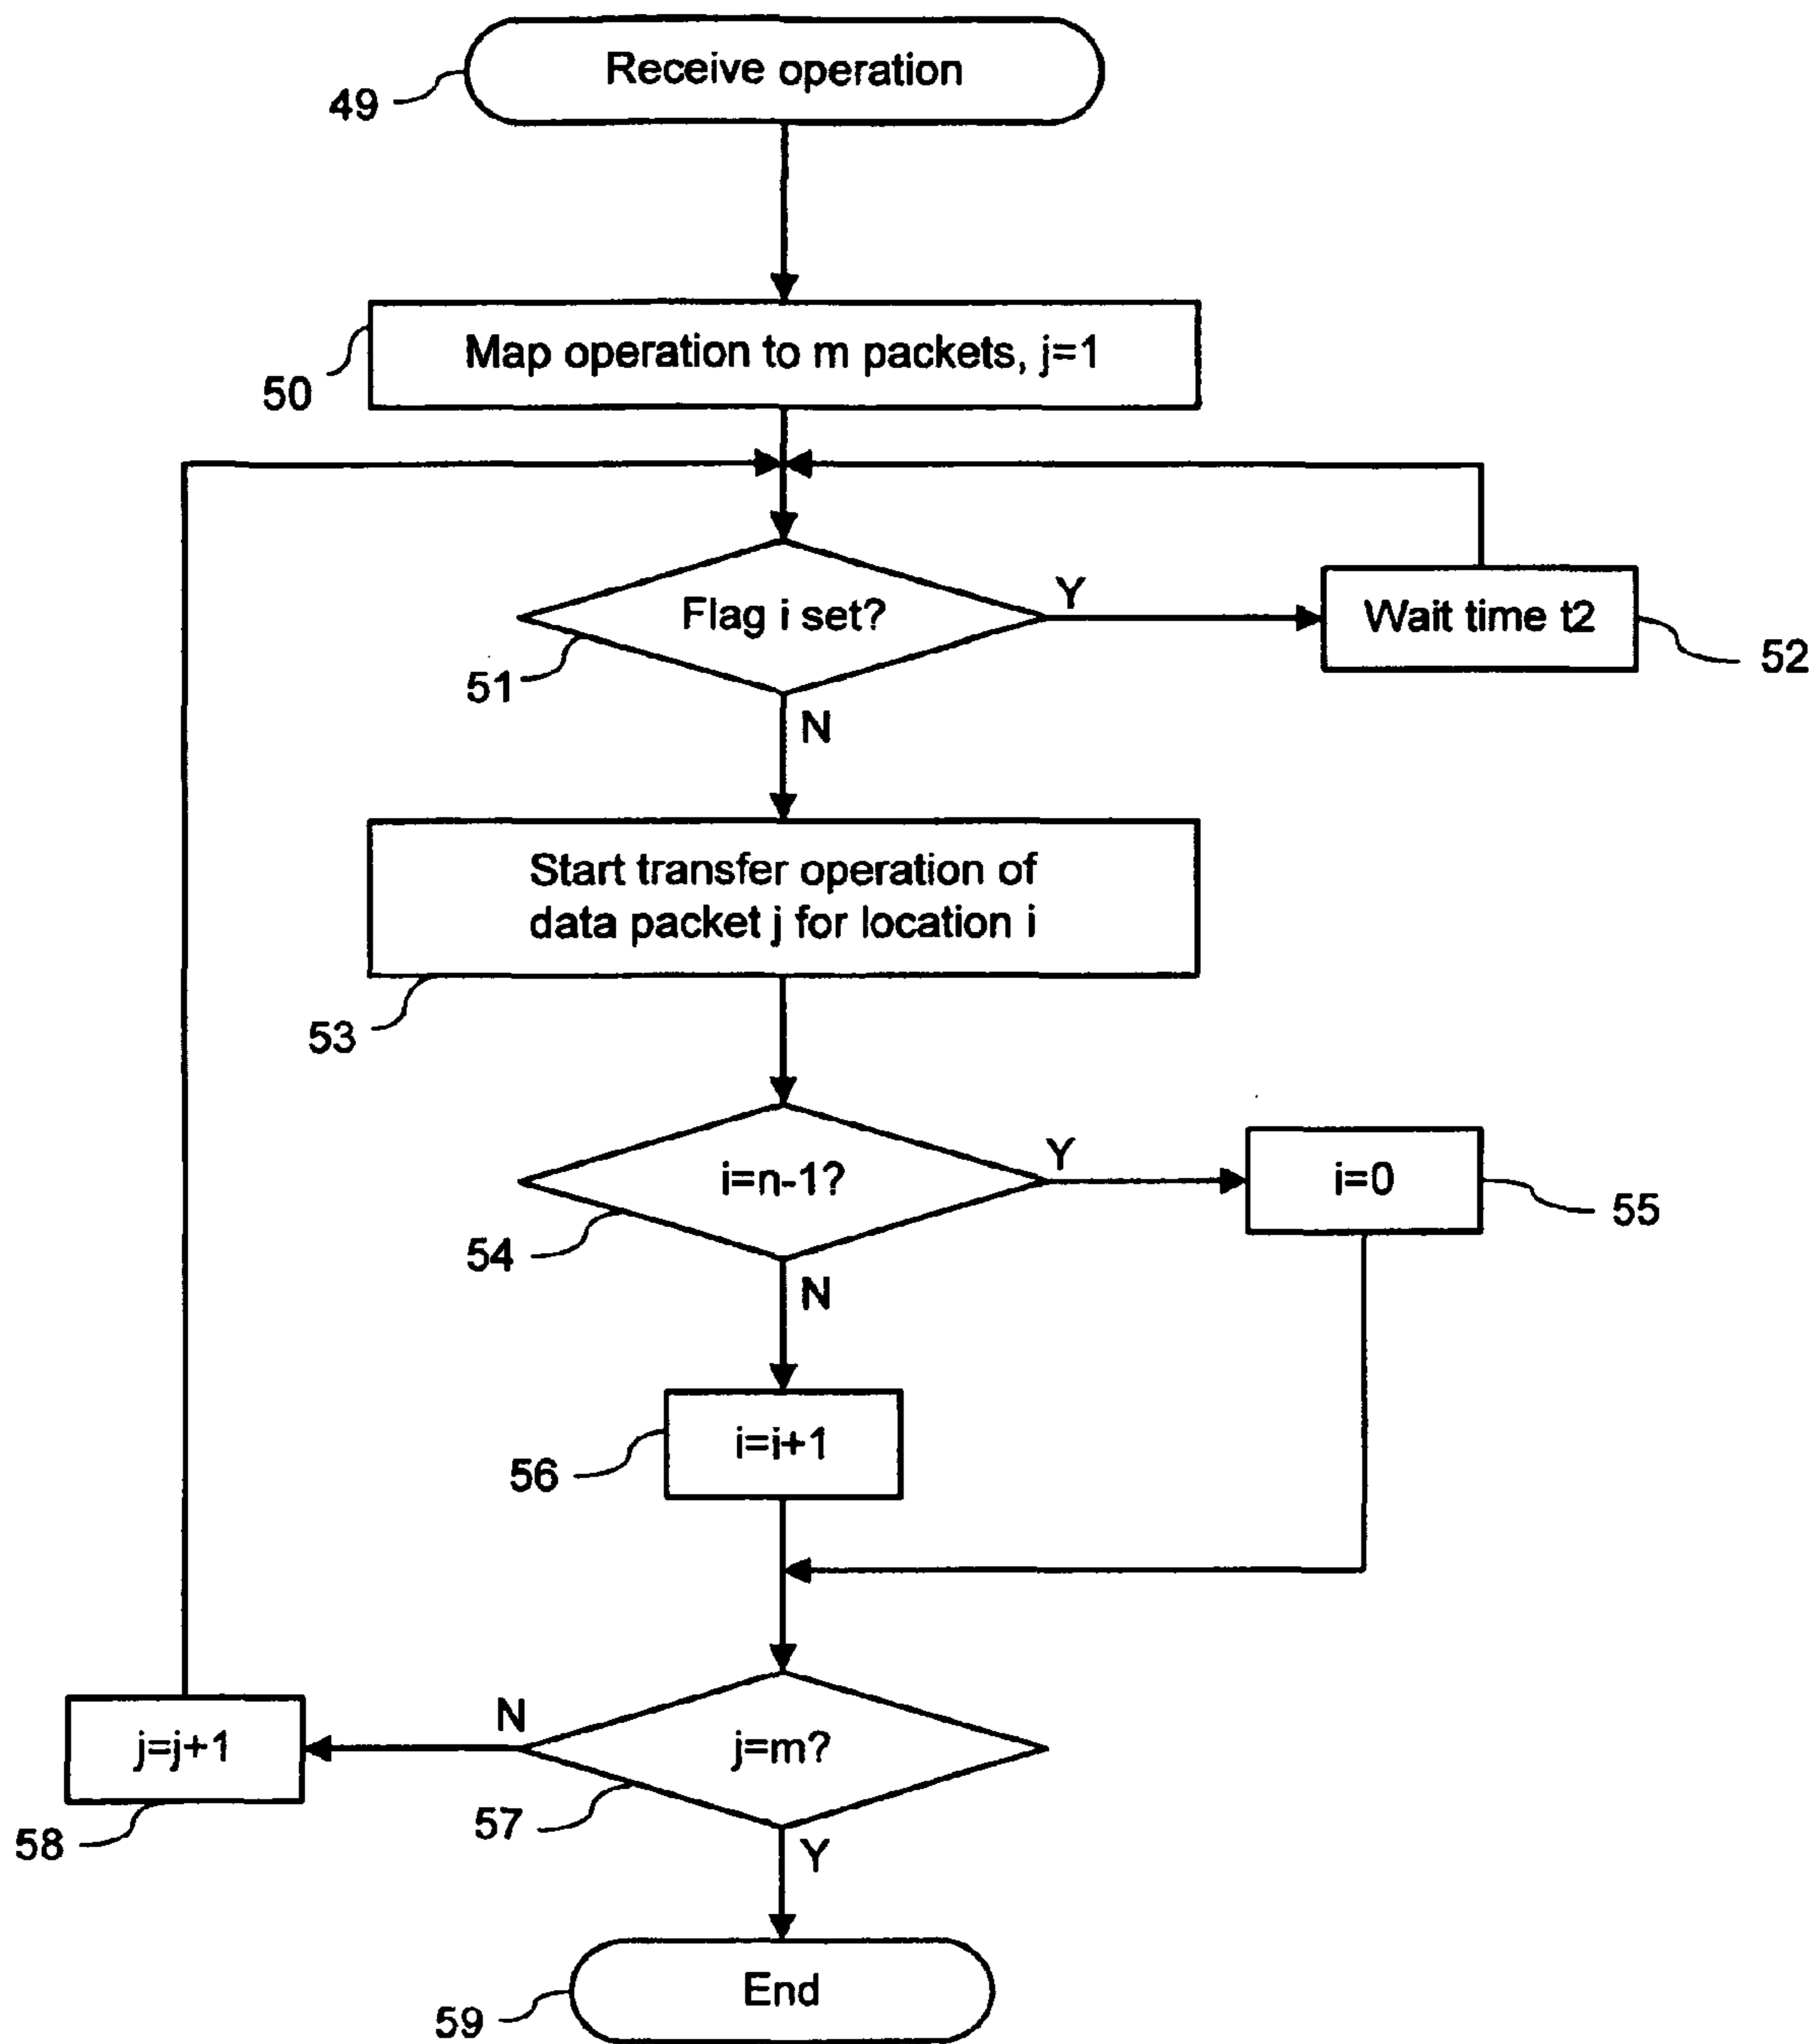 Receive operation
49
Map operation to m packets, j=1
50
Flag i set?
Y
Wait time t2
51
52
N
Start transfer operation of
data packet j for location i
53
i=n-1?
Y
i=0
54
55
N
i=i+1
56
j=m?
N
j=j+1
57
58
Y
End
59